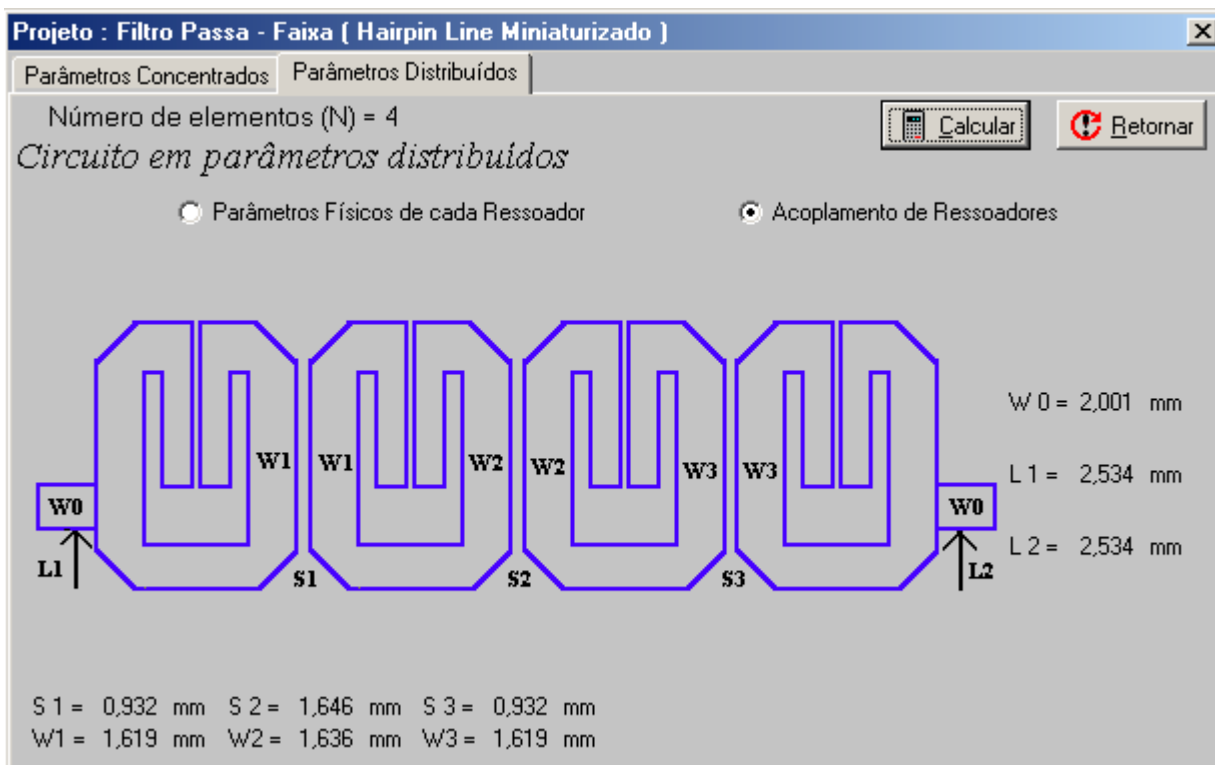 Projeto : Filtro Passa - Faixa ( Hairpin Line Miniaturizado )
Parâmetros Concentrados Parâmetros Distribuídos
Número de elementos (N) = 4
Calcular Retornar
Circuito em parâmetros distribuídos
Parâmetros Físicos de cada Ressoador Acoplamento de Ressoadores
W 0 = 2,001 mm
W1 W1 W2 W2 W3 W3
L 1 = 2,534 mm
W0 W0
L 2 = 2,534 mm
L1 S1 S2 S3 L2
S 1 = 0,932 mm S 2 = 1,646 mm S 3 = 0,932 mm
W1 = 1,619 mm W2 = 1,636 mm W3 = 1,619 mm